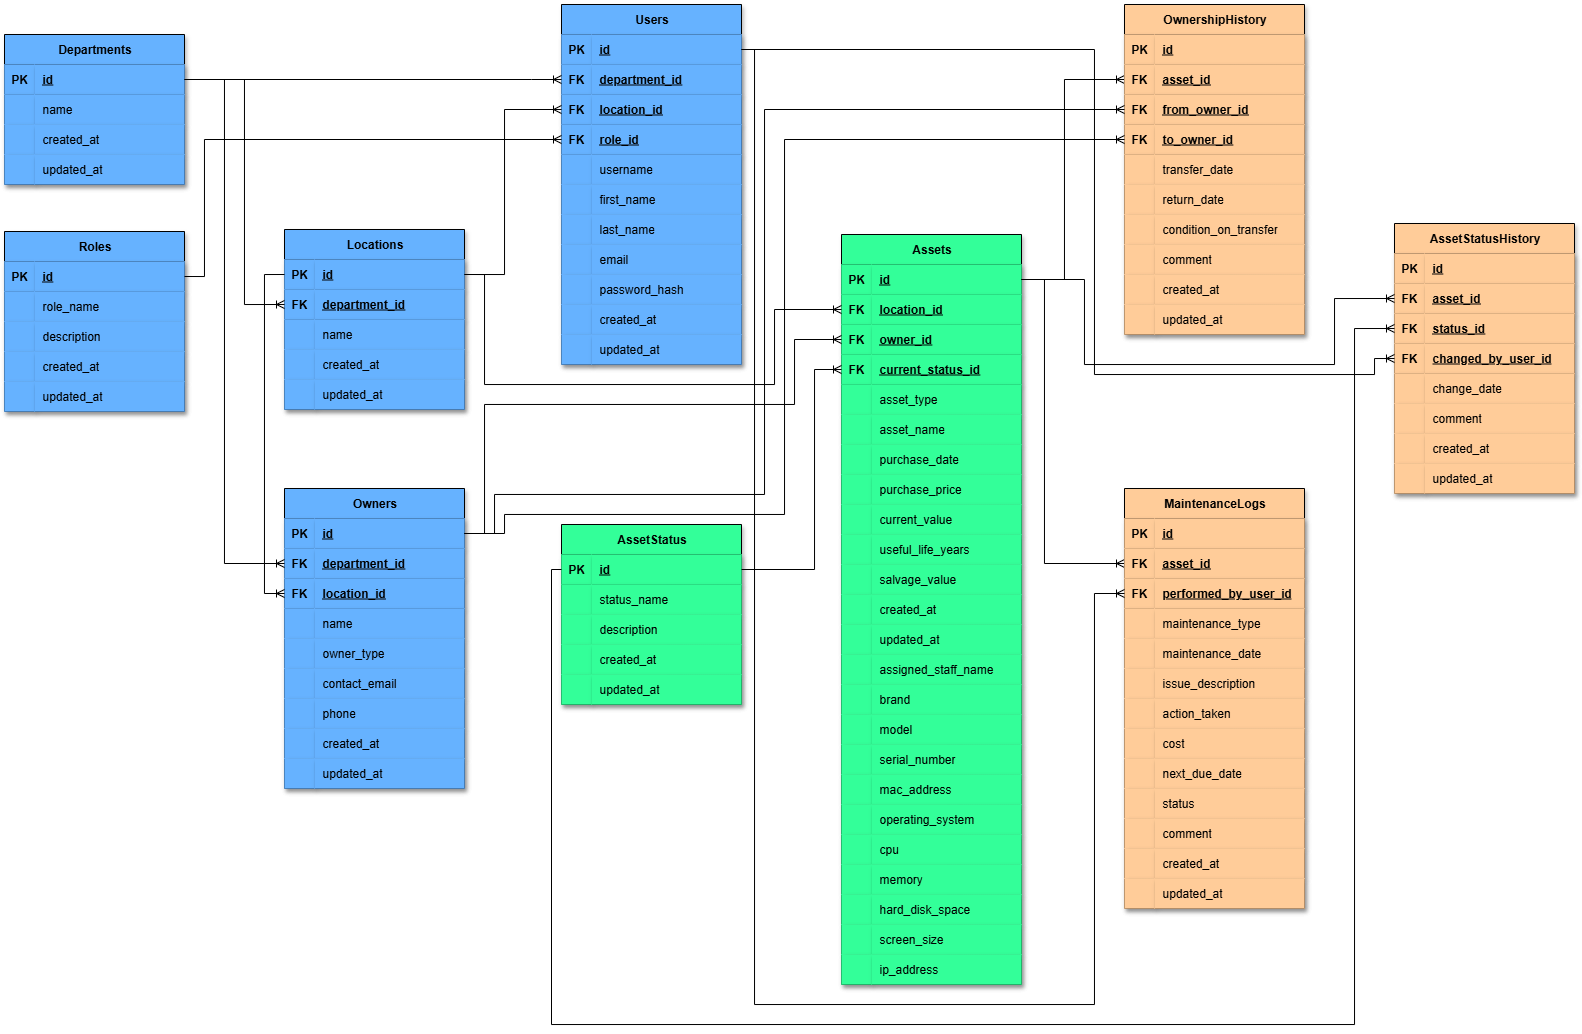 Departments
PK id
name
created_at
updated_at
Roles
PK id
role_name
description
created_at
updated_at
Locations
PK id
FK department_id
name
created_at
updated_at
Owners
PK id
FK department_id
FK location_id
name
owner_type
contact_email
phone
created_at
updated_at
Users
PK id
FK department_id
FK location_id
FK role_id
username
first_name
last_name
email
password_hash
created_at
updated_at
AssetStatus
PK id
status_name
description
created_at
updated_at
Assets
PK id
FK location_id
FK owner_id
FK current_status_id
asset_type
asset_name
purchase_date
purchase_price
current_value
useful_life_years
salvage_value
created_at
updated_at
assigned_staff_name
brand
model
serial_number
mac_address
operating_system
cpu
memory
hard_disk_space
screen_size
ip_address
OwnershipHistory
PK id
FK asset_id
FK from_owner_id
FK to_owner_id
transfer_date
return_date
condition_on_transfer
comment
created_at
updated_at
MaintenanceLogs
PK id
FK asset_id
FK performed_by_user_id
maintenance_type
maintenance_date
issue_description
action_taken
cost
next_due_date
status
comment
created_at
updated_at
AssetStatusHistory
PK id
FK asset_id
FK status_id
FK changed_by_user_id
change_date
comment
created_at
updated_at